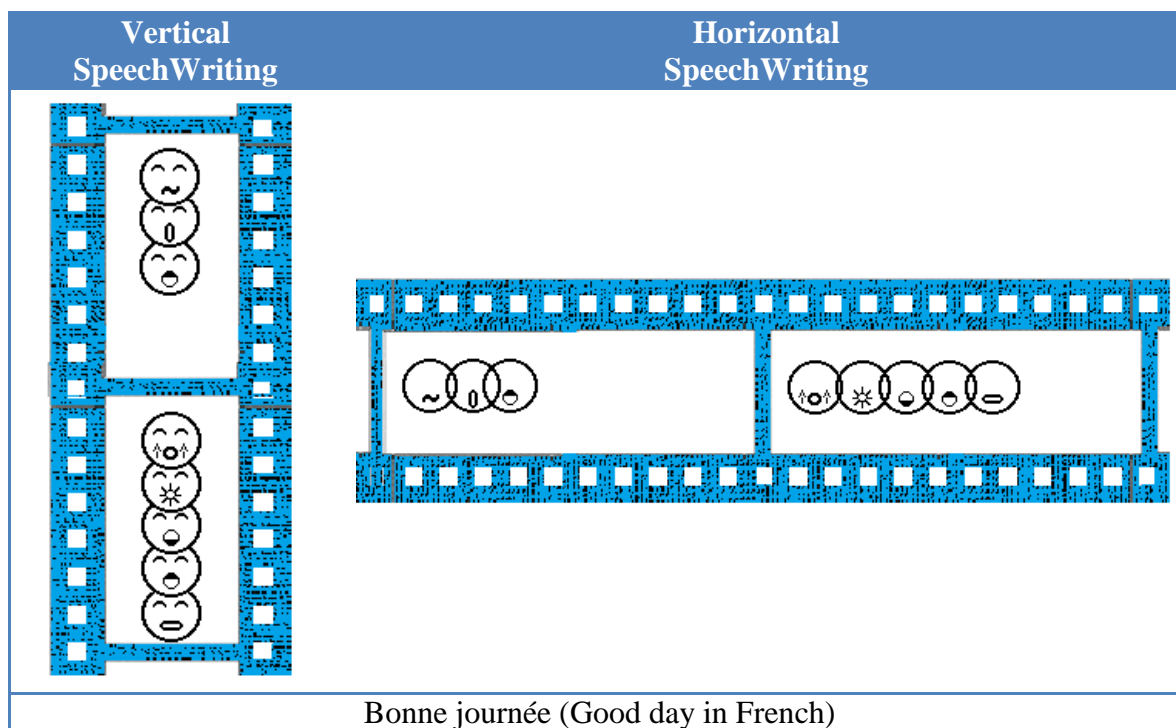 Vertical
SpeechWriting
Horizontal
SpeechWriting
Bonne journée (Good day in French)